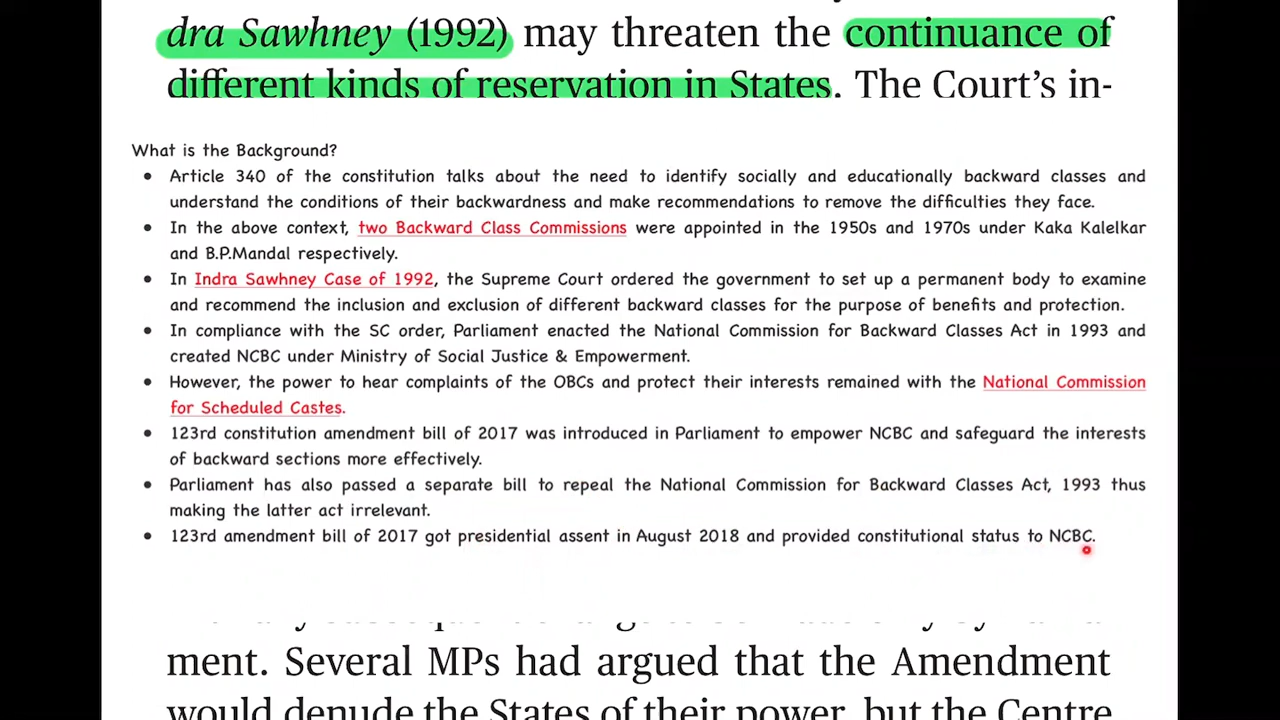 dra Sawhney (1992) may threaten the continuance of
different kinds of reservation in States. The Court's in-
What is the Background?
• Article 340 of the constitution talks about the need to identify socially and educationally backward classes and
understand the conditions of their backwardness and make recommendations to remove the difficulties they face.
• In the above context, two Backward Class Commissions were appointed in the 1950s and 1970s under Kaka Kalelkar
and B.P.Mandal respectively.
• In Indra Sawhney Case of 1992, the Supreme Court ordered the government to set up a permanent body to examine
and recommend the inclusion and exclusion of different backward classes for the purpose of benefits and protection.
• In compliance with the SC order, Parliament enacted the National Commission for Backward Classes Act in 1993 and
created NCBC under Ministry of Social Justice & Empowerment.
• However, the power to hear complaints of the OBCs and protect their interests remained with the National Commission
for Scheduled Castes.
• 123rd constitution amendment bill of 2017 was introduced in Parliament to empower NCBC and safeguard the interests
of backward sections more effectively.
• Parliament has also passed a separate bill to repeal the National Commission for Backward Classes Act, 1993 thus
making the latter act irrelevant.
• 123rd amendment bill of 2017 got presidential assent in August 2018 and provided constitutional status to NCBC.
ment. Several MPs had argued that the Amendment
would denude the States of their power, but the Centre